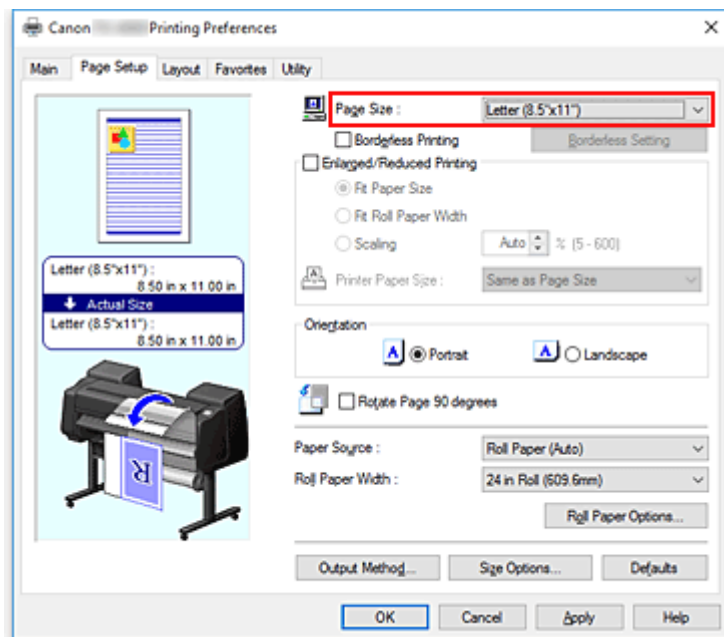 Canon Printing Preferences
Main Page Setup Layout Favorites Utility
Page Size : Letter (8.5"x11")
Borderless Printing Borderless Setting
Enlarged/Reduced Printing
Fit Paper Size
Fit Roll Paper Width
Scaling Auto % (5 - 600)
Printer Paper Size : Same as Page Size
Letter (8.5"x11") :
8.50 in x 11.00 in
Actual Size
Letter (8.5"x11") :
8.50 in x 11.00 in
Orientation
A Portrait A Landscape
Rotate Page 90 degrees
R
Paper Source : Roll Paper (Auto)
Roll Paper Width : 24 in Roll (609.6mm)
Roll Paper Options...
Output Method... Size Options... Defaults
OK Cancel Apply Help